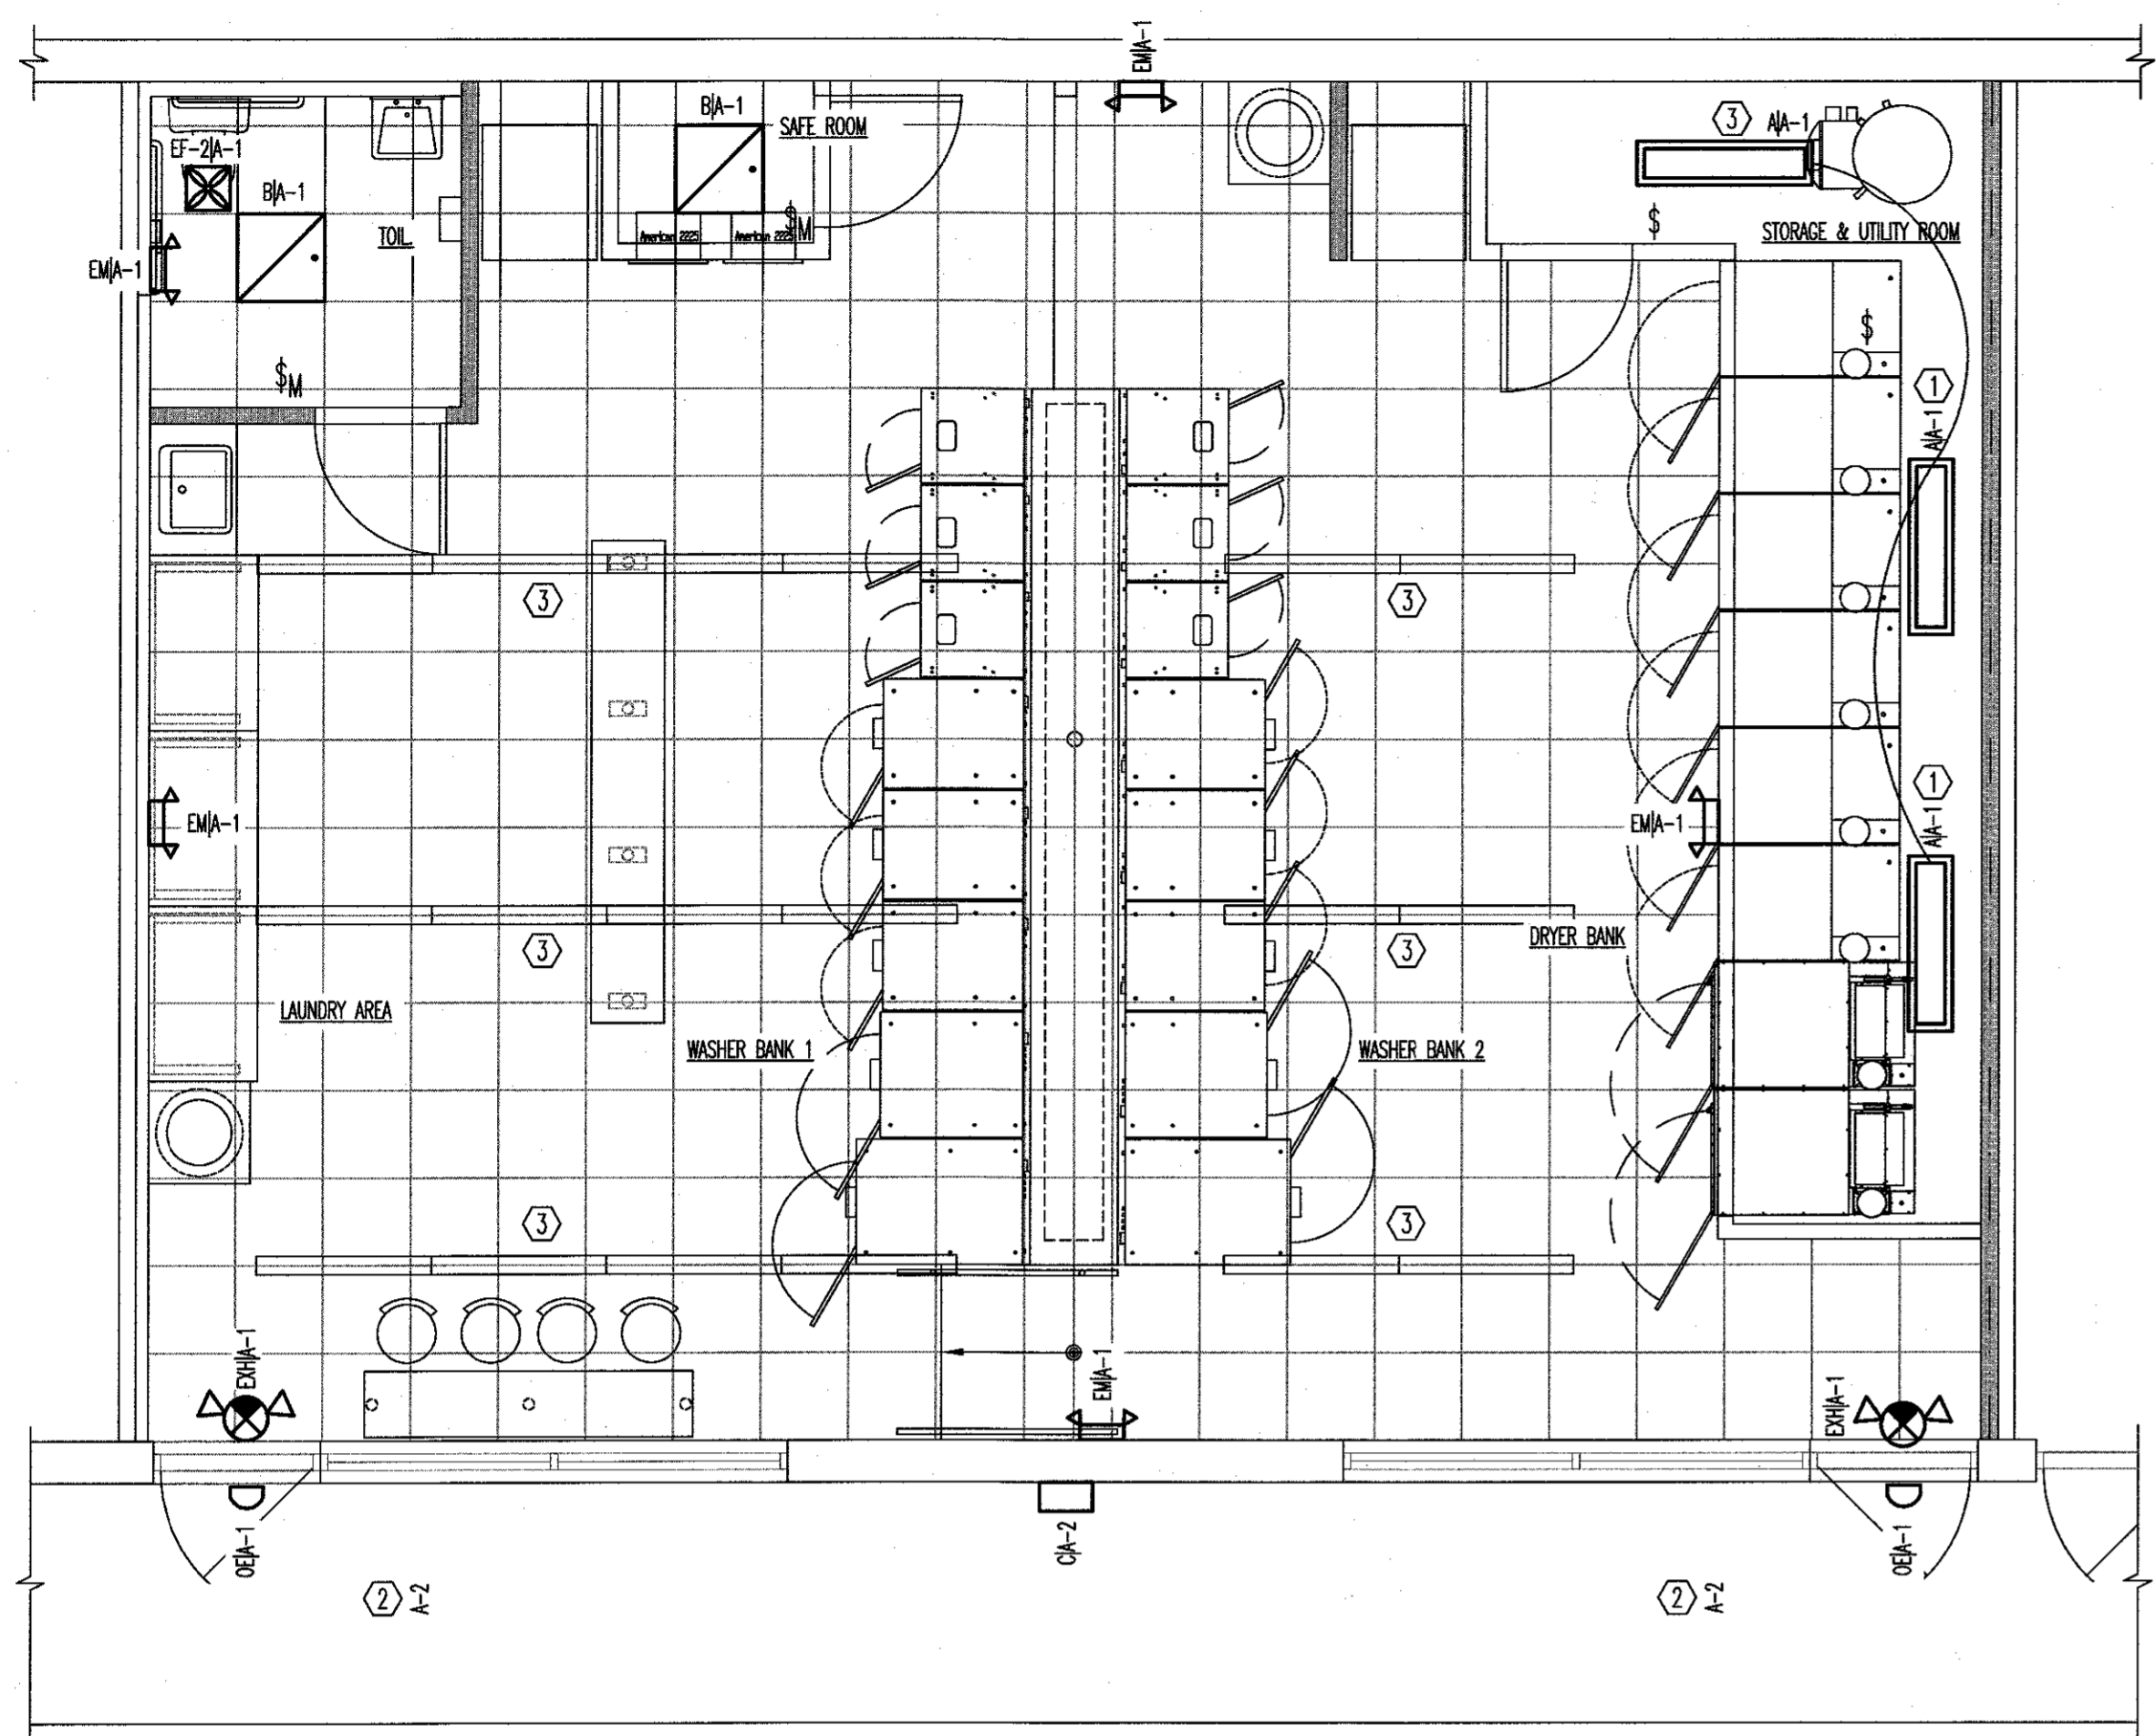 EM|A-1
B|A-1
SAFE ROOM
3
A|A-1
EF-2|A-1
B|A-1
TOIL.
$M
American 2225
American 2225
$
STORAGE & UTILITY ROOM
EM|A-1
$
$M
1
A|A-1
3
3
1
A|A-1
EM|A-1
EM|A-1
3
3
DRYER BANK
LAUNDRY AREA
WASHER BANK 1
WASHER BANK 2
3
3
EXH|A-1
EM|A-1
EXH|A-1
OE|A-1
C|A-2
OE|A-1
2
A-2
2
A-2